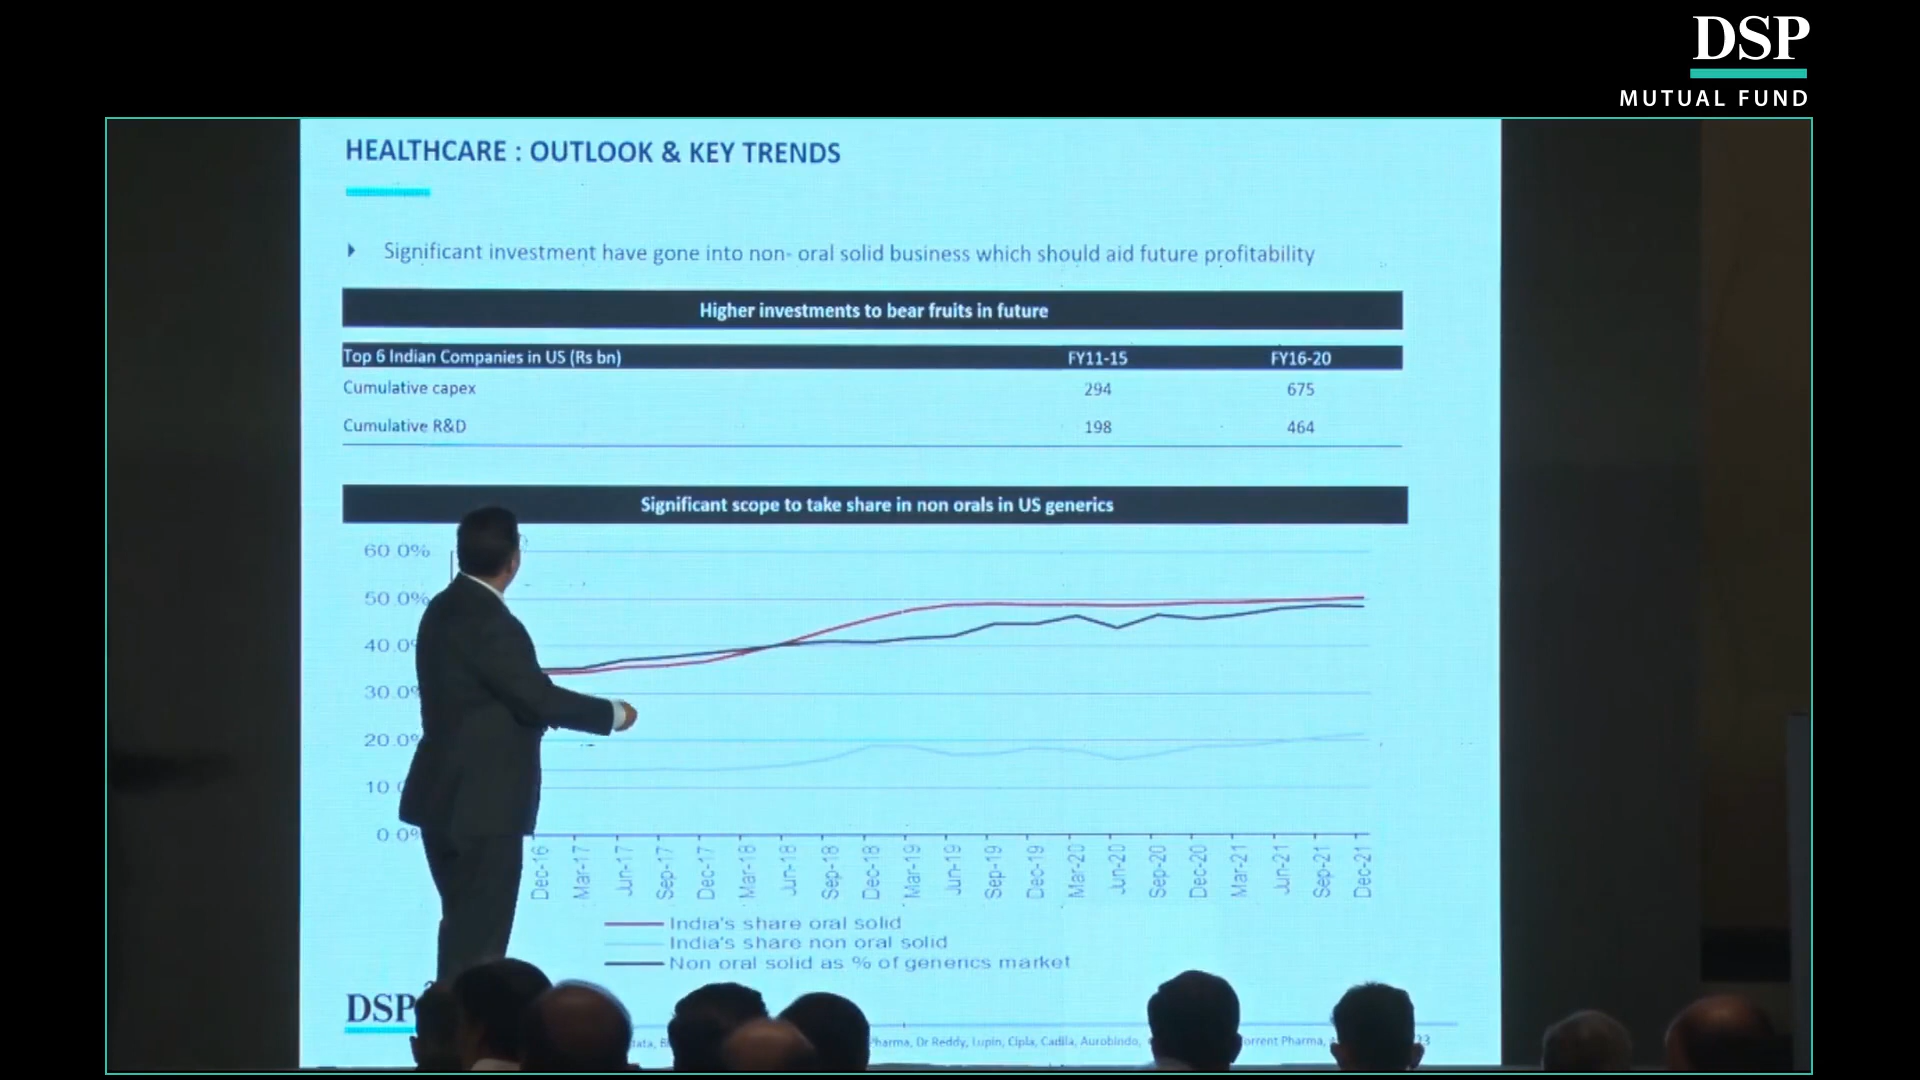 DSP
MUTUAL FUND
HEALTHCARE : OUTLOOK & KEY TRENDS
Significant investment have gone into non- oral solid business which should aid future profitability
Higher investments to bear fruits in future
Top 6 Indian Companies in US (Rs bn) FY11-15 FY16-20
Cumulative capex 294 675
Cumulative R&D 198 464
Significant scope to take share in non orals in US generics
60.0%
50.0%
40.0%
30.0%
20.0%
10.0
0.0%
Dec-16 Mar-17 Jun-17 Sep-17 Dec-17 Mar-18 Jun-18 Sep-18 Dec-18 Mar-19 Jun-19 Sep-19 Dec-19 Mar-20 Jun-20 Sep-20 Dec-20 Mar-21 Jun-21 Sep-21 Dec-21
India's share oral solid
India's share non oral solid
Non oral solid as % of generics market
DSP
Dr Reddy, Lupin, Cipla, Cadila, Aurobindo, Pharma,